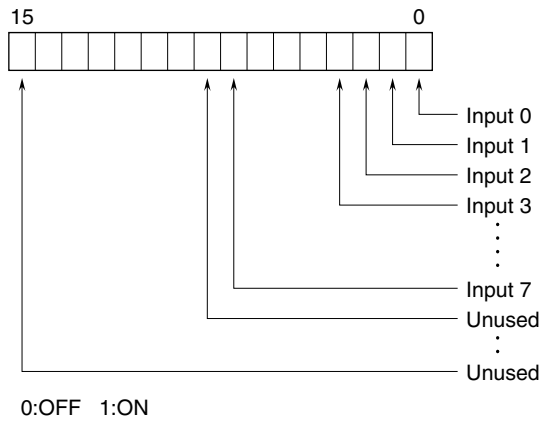 15 0
Input 0
Input 1
Input 2
Input 3
Input 7
Unused
Unused
0:OFF 1:ON